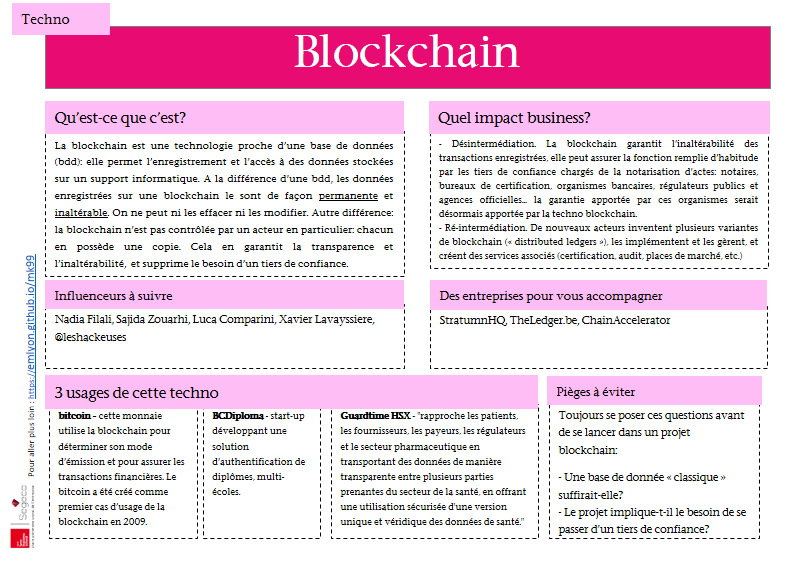 Techno
Blockchain
Qu'est-ce que c'est?
La blockchain est une technologie proche d'une base de données
(bdd): elle permet l'enregistrement et l'accès à des données stockées
sur un support informatique. A la différence d'une bdd, les données
enregistrées sur une blockchain le sont de façon permanente et
inaltérable. On ne peut ni les effacer ni les modifier. Autre différence:
la blockchain n'est pas contrôlée par un acteur en particulier: chacun
en possède une copie. Cela en garantit la transparence et
l'inaltérabilité, et supprime le besoin d'un tiers de confiance.
Quel impact business?
- Désintermédiation. La blockchain garantit l'inaltérabilité des
transactions enregistrées, elle peut assurer la fonction remplie d'habitude
par les tiers de confiance chargés de la notarisation d'actes: notaires,
bureaux de certification, organismes bancaires, régulateurs publics et
agences officielles... la garantie apportée par ces organismes serait
désormais apportée par la techno blockchain.
- Ré-intermédiation. De nouveaux acteurs inventent plusieurs variantes
de blockchain (« distributed ledgers »), les implémentent et les gèrent, et
créent des services associés (certification, audit, places de marché, etc.)
Influenceurs à suivre
Nadia Filali, Sajida Zouarhi, Luca Comparini, Xavier Lavayssiere,
@leshackeuses
Des entreprises pour vous accompagner
StratumnHQ, TheLedger.be, ChainAccelerator
3 usages de cette techno
bitcoin - cette monnaie
utilise la blockchain pour
déterminer son mode
d'émission et pour assurer les
transactions financières. Le
bitcoin a été créé comme
premier cas d'usage de la
blockchain en 2009.
BCDiploma - start-up
développant une
solution
d'authentification de
diplômes, multi-
écoles.
Guardtime HSX - "rapproche les patients,
les fournisseurs, les payeurs, les régulateurs
et le secteur pharmaceutique en
transportant des données de manière
transparente entre plusieurs parties
prenantes du secteur de la santé, en offrant
une utilisation sécurisée d'une version
unique et véridique des données de santé."
Pièges à éviter
Toujours se poser ces questions avant
de se lancer dans un projet
blockchain:
- Une base de donnée « classique »
suffirait-elle?
- Le projet implique-t-il le besoin de se
passer d'un tiers de confiance?
Pour aller plus loin : https://emlyon.github.io/mk99
Segeco